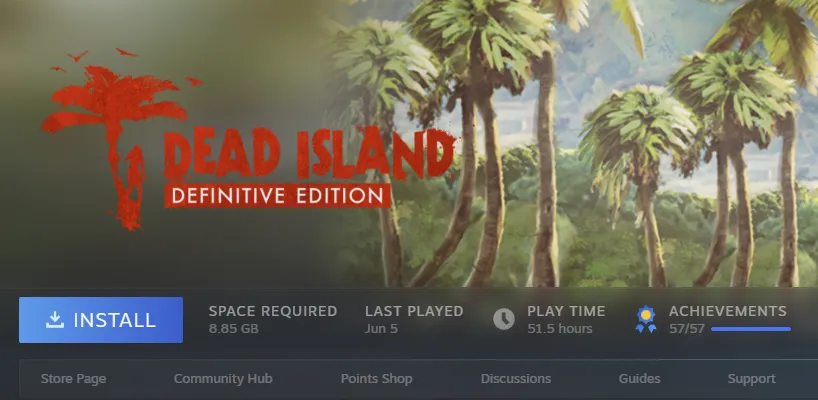 DEAD ISLAND
DEFINITIVE EDITION
INSTALL
SPACE REQUIRED
8.85 GB
LAST PLAYED
Jun 5
PLAY TIME
51.5 hours
ACHIEVEMENTS
57/57
Store Page
Community Hub
Points Shop
Discussions
Guides
Support